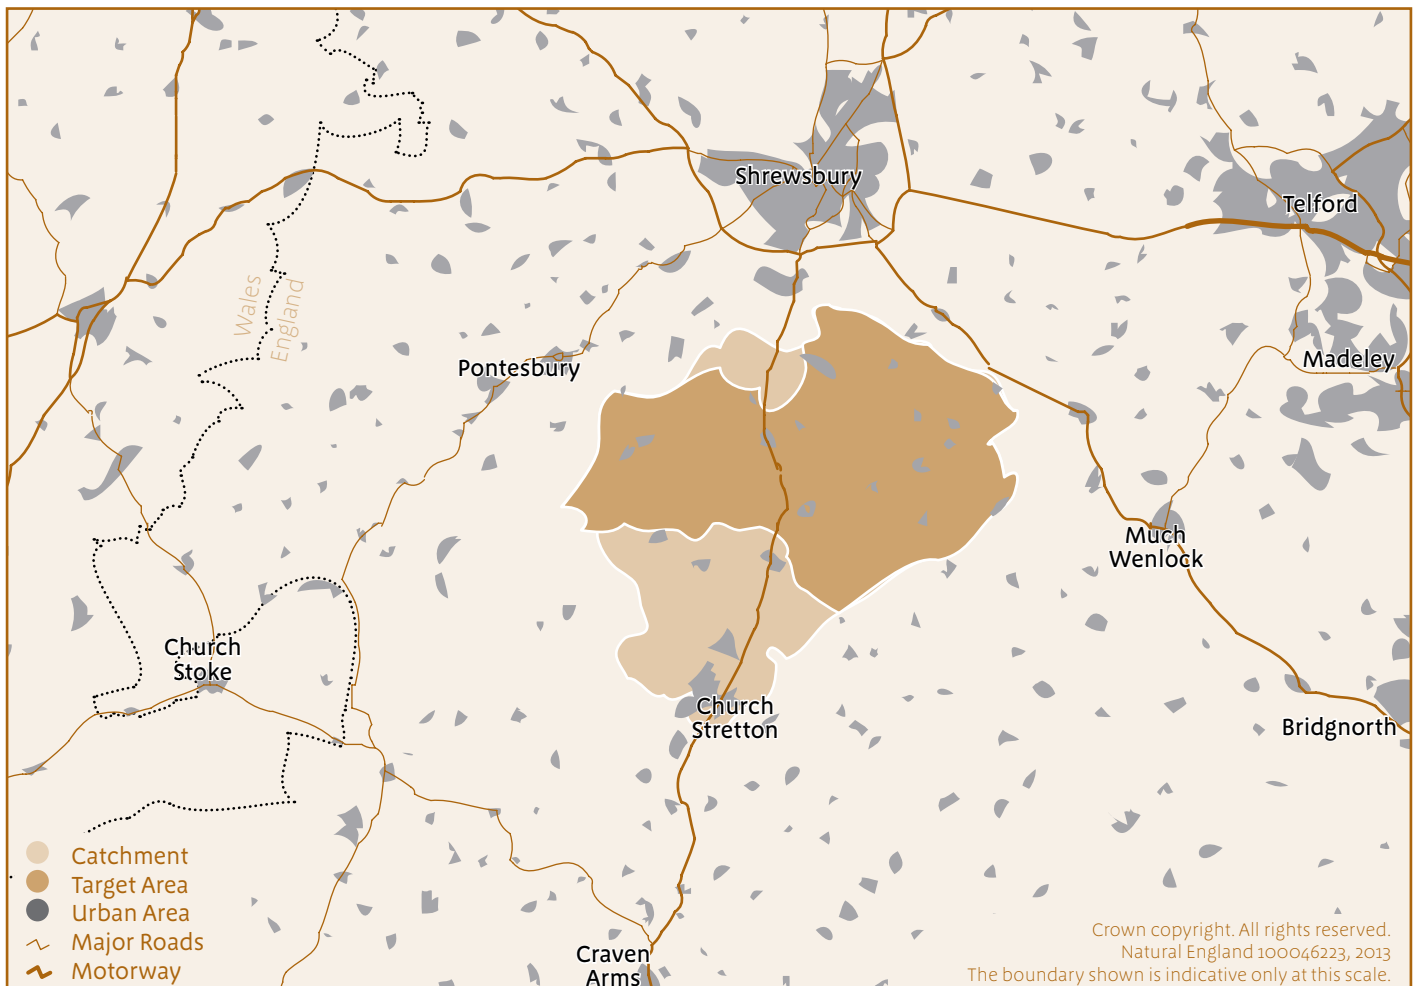 Shrewsbury
Telford
Wales
England
Pontesbury
Madeley
Much
Wenlock
Church
Stoke
Church
Stretton
Bridgnorth
Catchment
Target Area
Urban Area
Major Roads
Motorway
Craven
Arms
Crown copyright. All rights reserved.
Natural England 100046223, 2013
The boundary shown is indicative only at this scale.